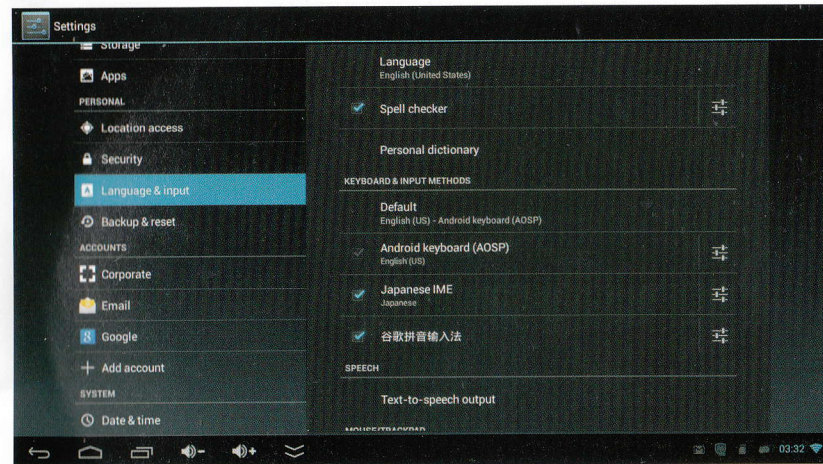 Settings
Storage
Apps
PERSONAL
Location access
Security
Language & input
Backup & reset
ACCOUNTS
Corporate
Email
Google
Add account
SYSTEM
Date & time
Language
English (United States)
Spell checker
Personal dictionary
KEYBOARD & INPUT METHODS
Default
English (US) - Android keyboard (AOSP)
Android keyboard (AOSP)
English (US)
Japanese IME
Japanese
谷歌拼音输入法
SPEECH
Text-to-speech output
MOUSE/TRACKPAD
03:32